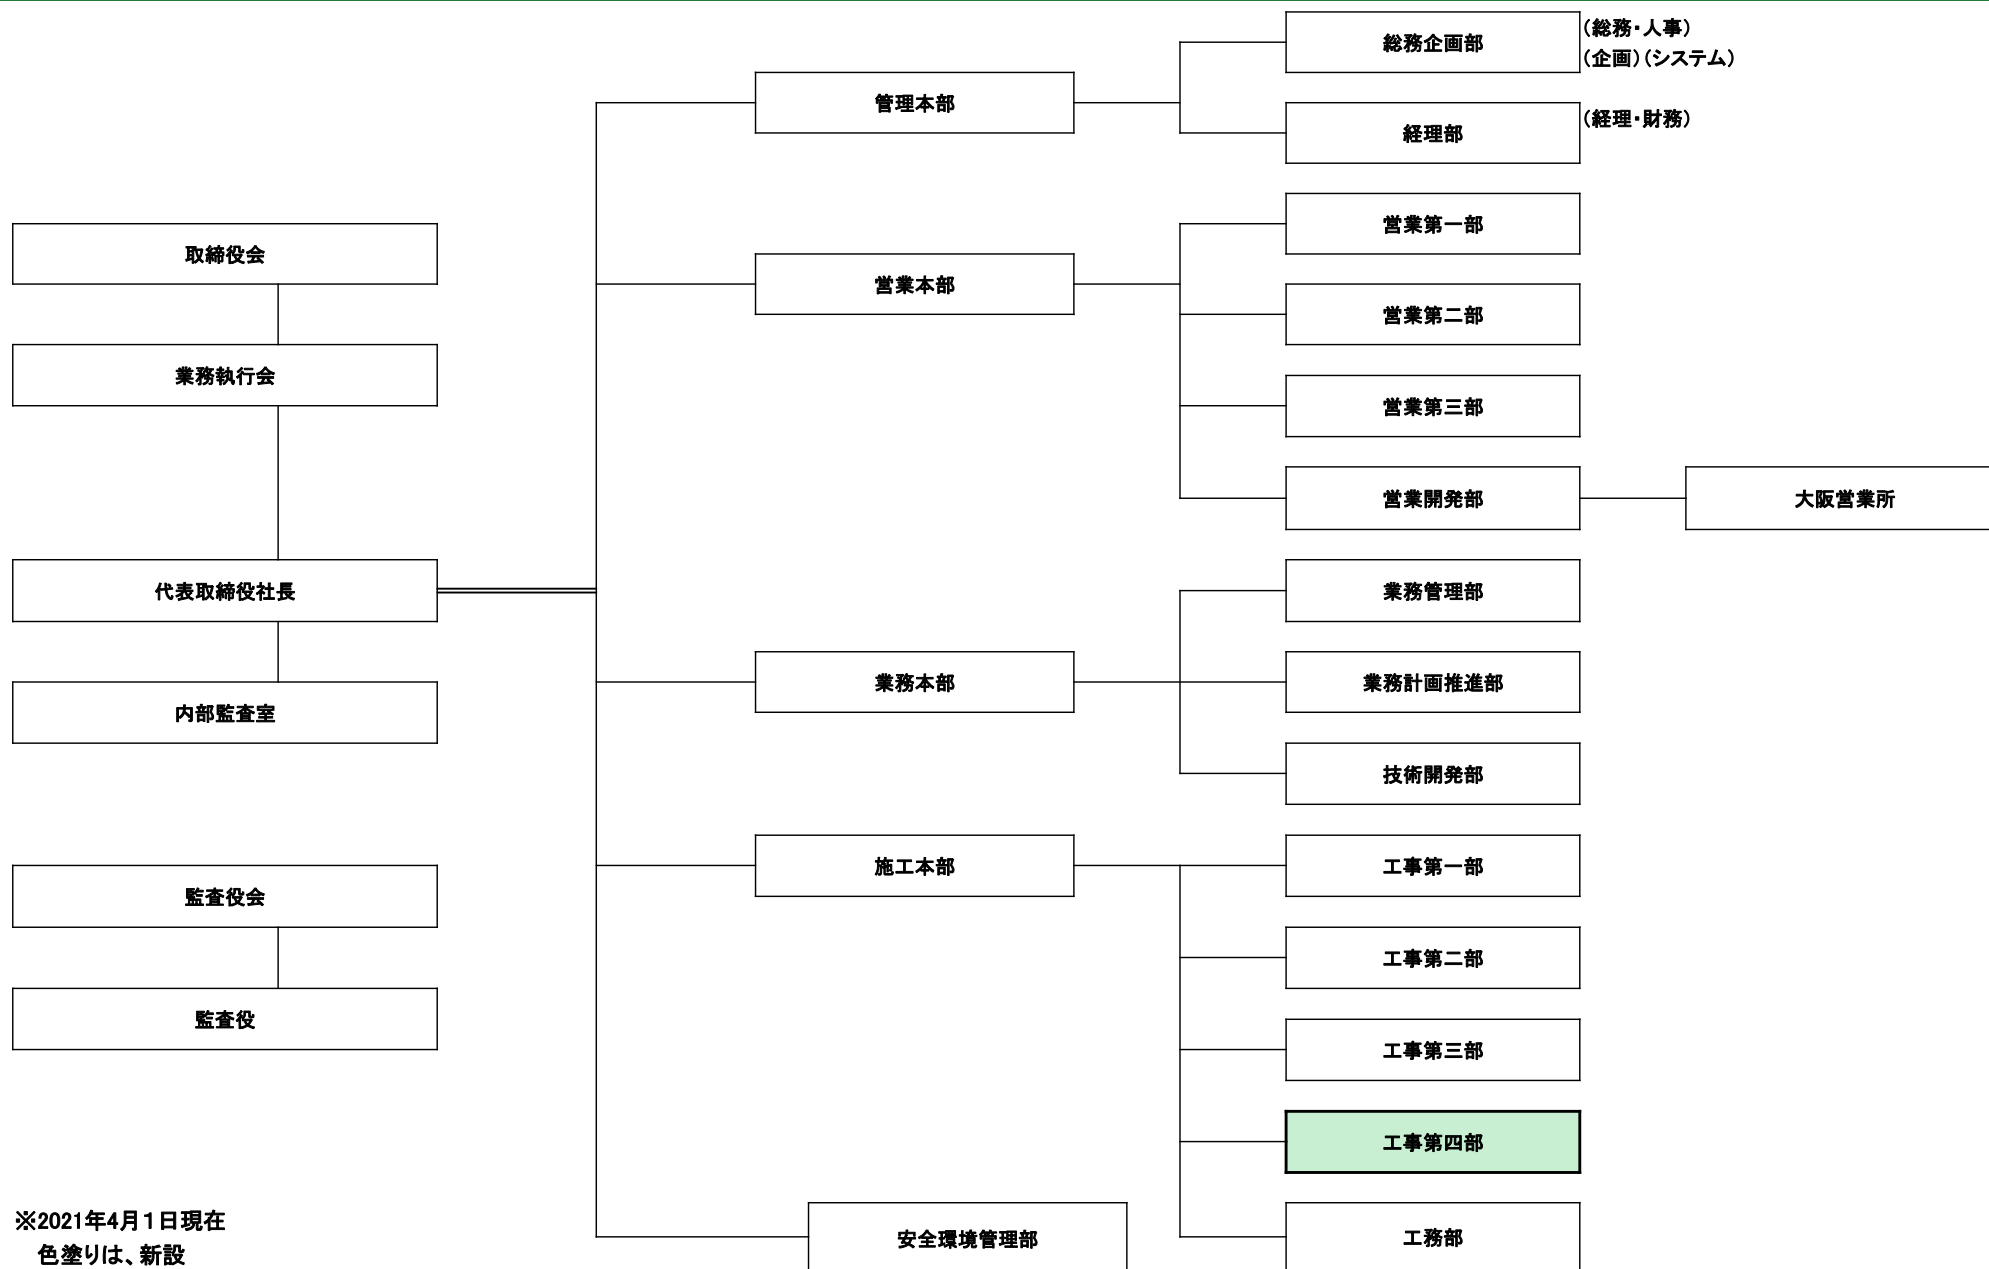 総務企画部
(総務・人事)
(企画)(システム)
管理本部
経理部
(経理・財務)
営業第一部
取締役会
営業本部
営業第二部
業務執行会
営業第三部
営業開発部
大阪営業所
代表取締役社長
業務管理部
業務本部
業務計画推進部
内部監査室
技術開発部
施工本部
工事第一部
監査役会
工事第二部
監査役
工事第三部
工事第四部
安全環境管理部
工務部
※2021年4月1日現在
色塗りは、新設